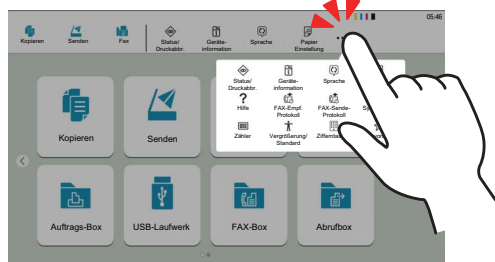 05:46
Kopieren
Senden
Fax
Status/
Druckabbr.
Geräte-
information
Sprache
Papier
Einstellung
Status/
Druckabbr.
Geräte-
information
Sprache
Hilfe
FAX-Empf.
Protokoll
FAX-Sende-
Protokoll
Zähler
Vergrößerung/
Standard
Kopieren
Senden
Auftrags-Box
USB-Laufwerk
FAX-Box
Abrufbox